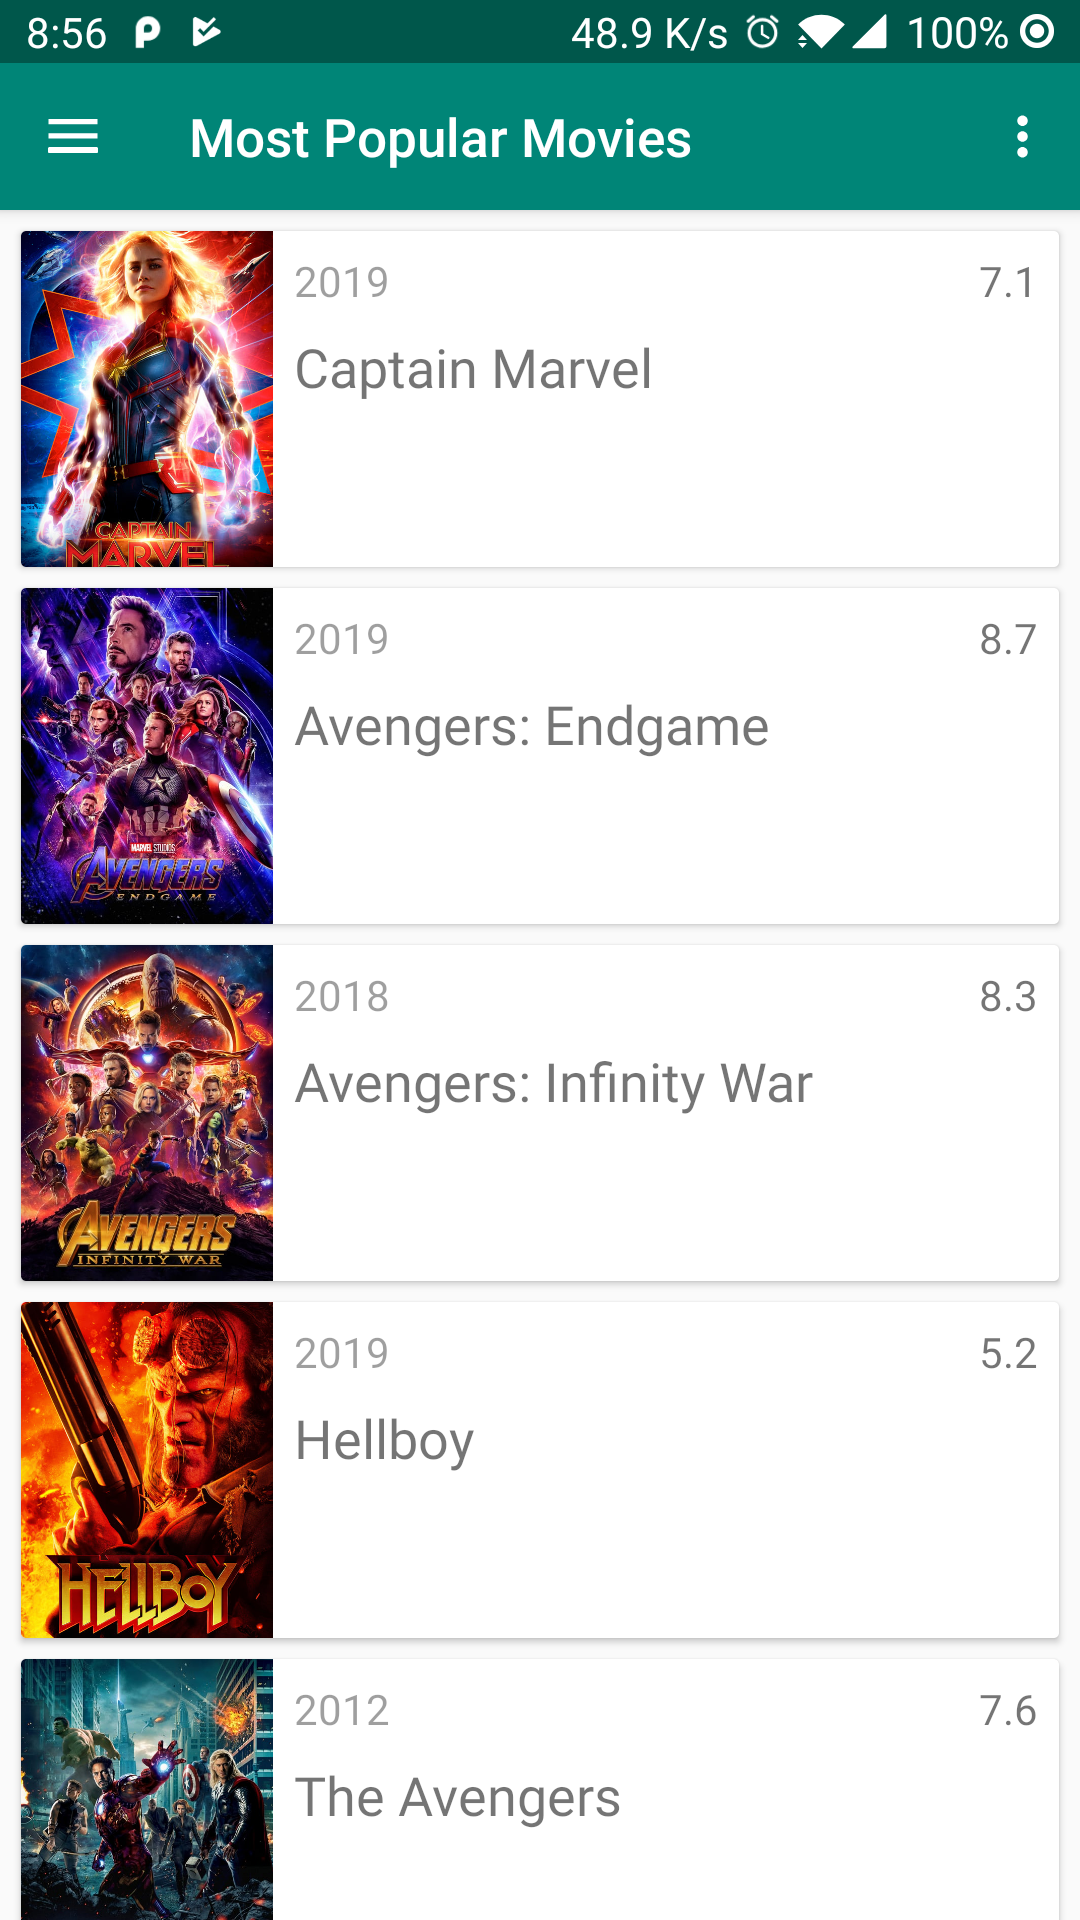 8:56 48.9 K/s 100%
Most Popular Movies
2019 7.1
Captain Marvel
CAPTAIN
MARVEL
2019 8.7
Avengers: Endgame
MARVEL STUDIOS
AVENGERS
ENDGAME
2018 8.3
Avengers: Infinity War
AVENGERS
INFINITY WAR
2019 5.2
Hellboy
HELLBOY
2012 7.6
The Avengers